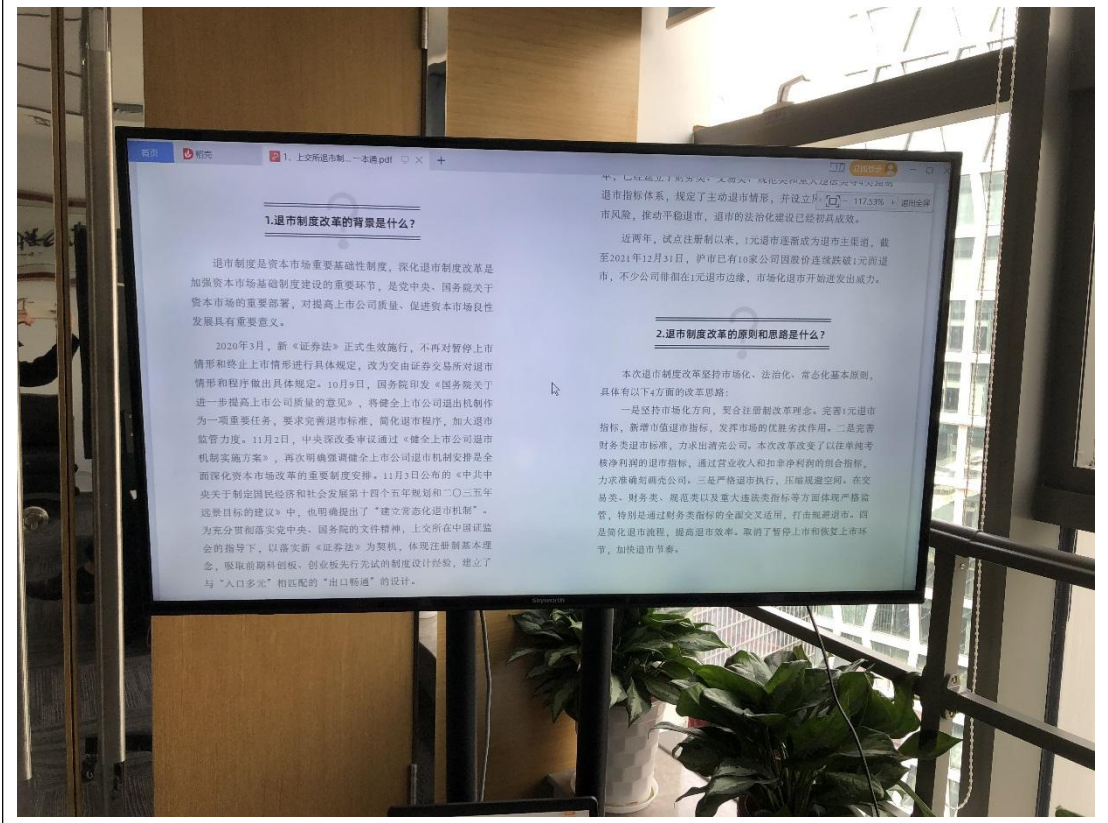 首页
稻壳
1、上交所退市制... 一本通.pdf
+
1.退市制度改革的背景是什么？
退市制度是资本市场重要基础性制度，深化退市制度改革是
加强资本市场基础制度建设的重要环节，是党中央、国务院关于
资本市场的重要部署，对提高上市公司质量、促进资本市场良性
发展具有重要意义。
2020年3月，新《证券法》正式生效施行，不再对暂停上市
情形和终止上市情形进行具体规定，改为交由证券交易所对退市
情形和程序做出具体规定。10月9日，国务院印发《国务院关于
进一步提高上市公司质量的意见》，将健全上市公司退出机制作
为一项重要任务，要求完善退市标准，简化退市程序，加大退市
监管力度。11月2日，中央深改委审议通过《健全上市公司退市
机制实施方案》，再次明确强调健全上市公司退市机制安排是全
面深化资本市场改革的重要制度安排。11月3日公布的《中共中
央关于制定国民经济和社会发展第十四个五年规划和二〇三五年
远景目标的建议》中，也明确提出了“建立常态化退市机制”。
为充分贯彻落实党中央、国务院的文件精神，上交所在中国证监
会的指导下，以落实新《证券法》为契机，体现注册制基本理
念，吸取前期科创板、创业板先行先试的制度设计经验，建立了
与“入口多元”相匹配的“出口畅通”的设计。
117.53% + 退出全屏
退市指标体系，规定了主动退市情形，并设立
市风险，推动平稳退市，退市的法治化建设已经初具成效。
近两年，试点注册制以来，1元退市逐渐成为退市主渠道，截
至2021年12月31日，沪市已有10家公司因股价连续跌破1元而退
市，不少公司徘徊在1元退市边缘，市场化退市开始迸发出威力。
2.退市制度改革的原则和思路是什么？
本次退市制度改革坚持市场化、法治化、常态化基本原则，
具体有以下4方面的改革思路：
一是坚持市场化方向，契合注册制改革理念。完善1元退市
指标，新增市值退市指标，发挥市场的优胜劣汰作用。二是完善
财务类退市标准，力求出清壳公司。本次改革改变了以往单纯考
核净利润的退市指标，通过营业收入和扣非净利润的组合指标，
力求准确刻画壳公司。三是严格退市执行，压缩规避空间。在交
易类、财务类、规范类以及重大违法类指标等方面体现严格监
管，特别是通过财务类指标的全面交叉适用，打击规避退市。四
是简化退市流程，提高退市效率。取消了暂停上市和恢复上市环
节，加快退市节奏。
Skyworth